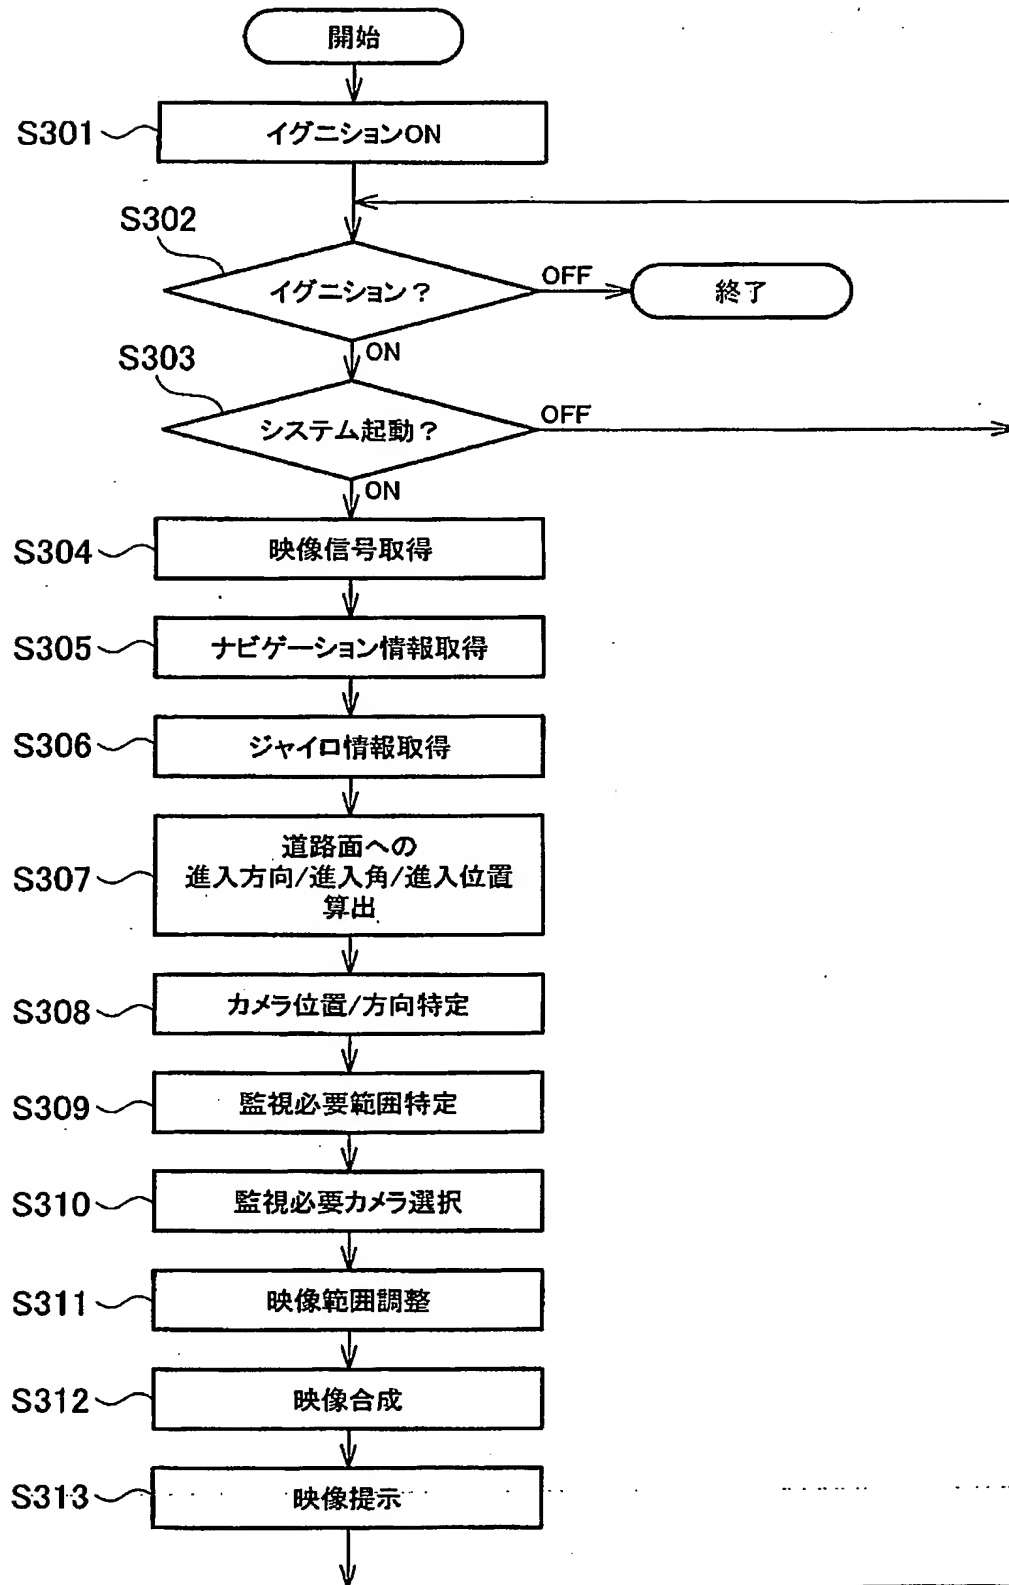 開始
S301
イグニションON
S302
イグニション?
OFF
終了
ON
S303
システム起動?
OFF
ON
S304
映像信号取得
S305
ナビゲーション情報取得
S306
ジャイロ情報取得
S307
道路面への
進入方向/進入角/進入位置
算出
S308
カメラ位置/方向特定
S309
監視必要範囲特定
S310
監視必要カメラ選択
S311
映像範囲調整
S312
映像合成
S313
映像提示